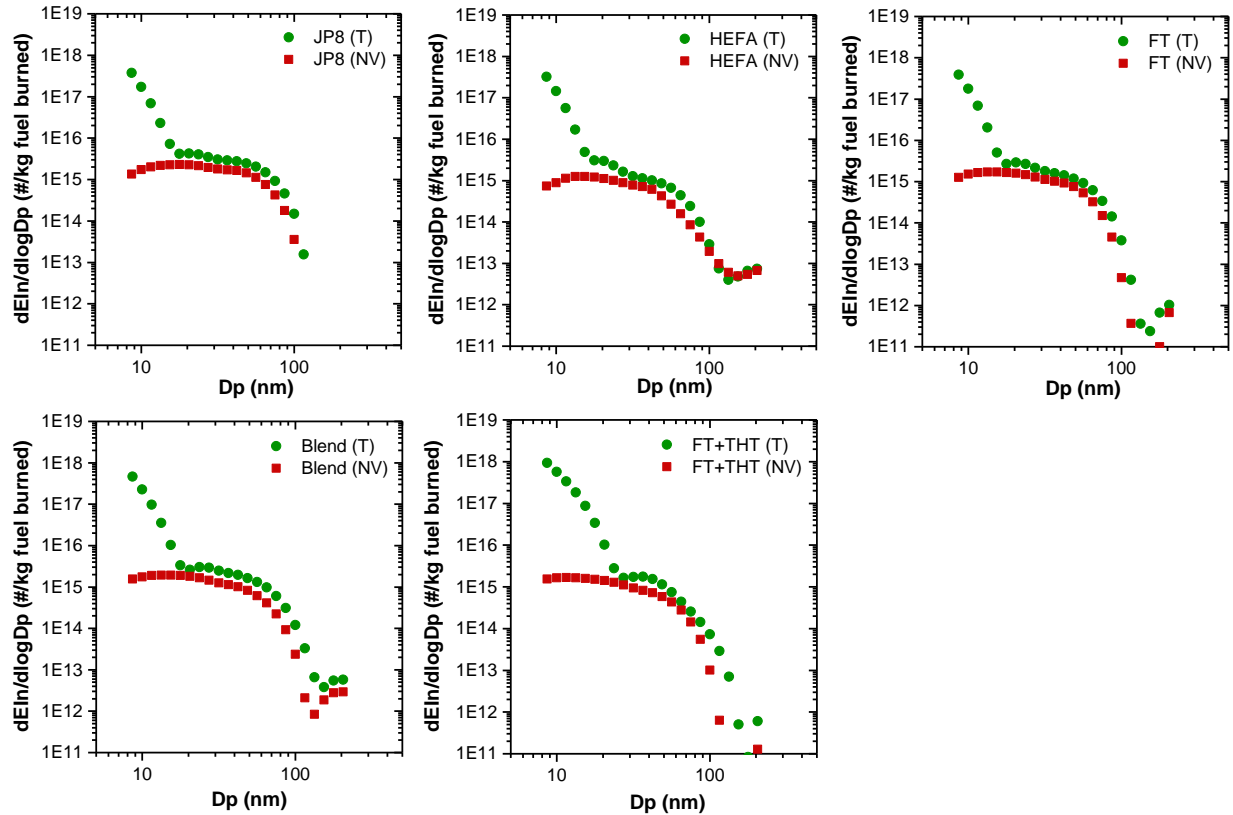 1E19
1E18
1E17
1E16
1E15
1E14
1E13
1E12
1E11
dEIn/dlogDp (#/kg fuel burned)
JP8 (T)
JP8 (NV)
10
100
Dp (nm)
1E19
1E18
1E17
1E16
1E15
1E14
1E13
1E12
1E11
dEIn/dlogDp (#/kg fuel burned)
HEFA (T)
HEFA (NV)
10
100
Dp (nm)
1E19
1E18
1E17
1E16
1E15
1E14
1E13
1E12
1E11
dEIn/dlogDp (#/kg fuel burned)
FT (T)
FT (NV)
10
100
Dp (nm)
1E19
1E18
1E17
1E16
1E15
1E14
1E13
1E12
1E11
dEIn/dlogDp (#/kg fuel burned)
Blend (T)
Blend (NV)
10
100
Dp (nm)
1E19
1E18
1E17
1E16
1E15
1E14
1E13
1E12
1E11
dEIn/dlogDp (#/kg fuel burned)
FT+THT (T)
FT+THT (NV)
10
100
Dp (nm)